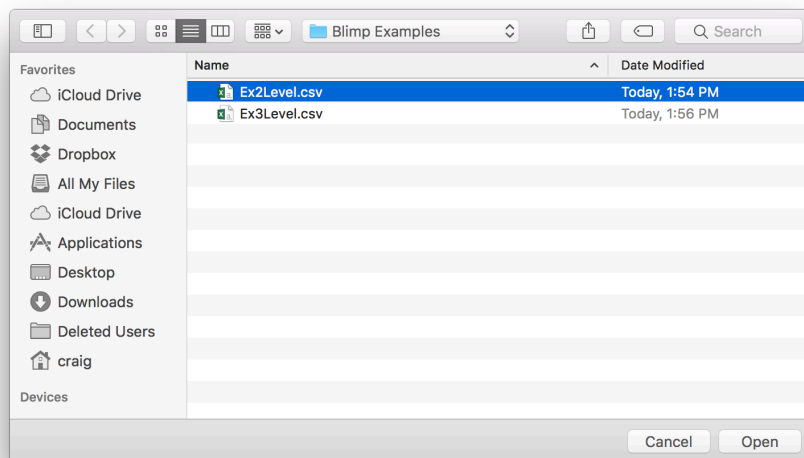 Blimp Examples
Search
Favorites
iCloud Drive
Documents
Dropbox
All My Files
iCloud Drive
Applications
Desktop
Downloads
Deleted Users
craig
Devices
Name
Date Modified
Ex2Level.csv
Today, 1:54 PM
Ex3Level.csv
Today, 1:56 PM
Cancel
Open